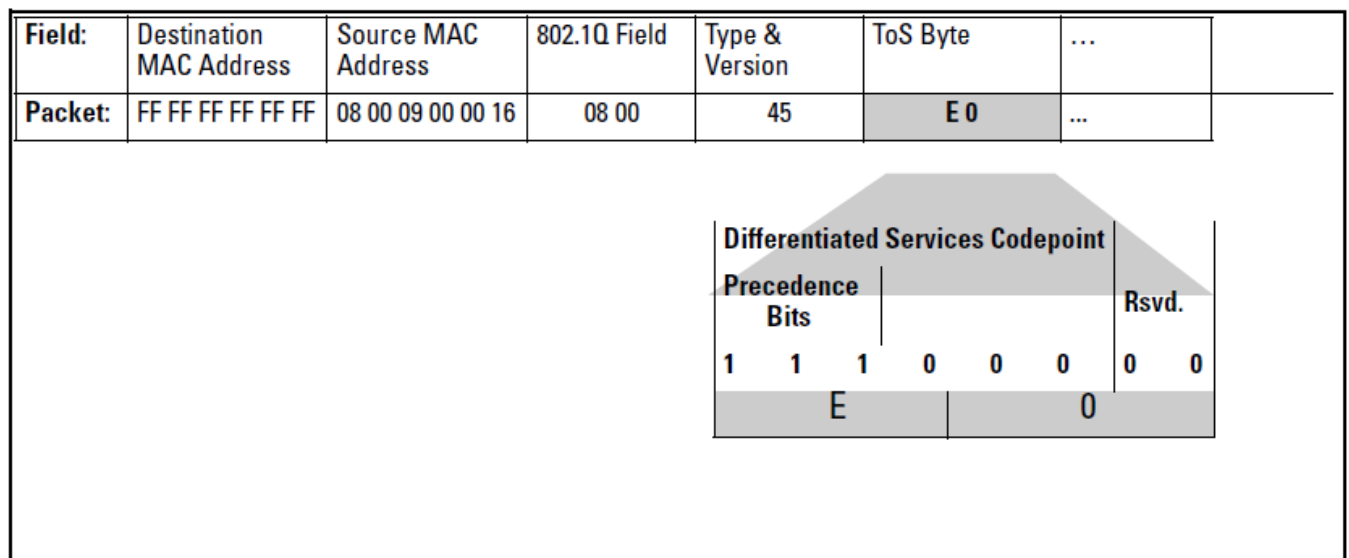 Field: Destination MAC Address Source MAC Address 802.1Q Field Type & Version ToS Byte ...
Packet: FF FF FF FF FF FF 08 00 09 00 00 16 08 00 45 E 0 ...
Differentiated Services Codepoint
Precedence Bits
Rsvd.
1 1 1 0 0 0 0 0
E 0